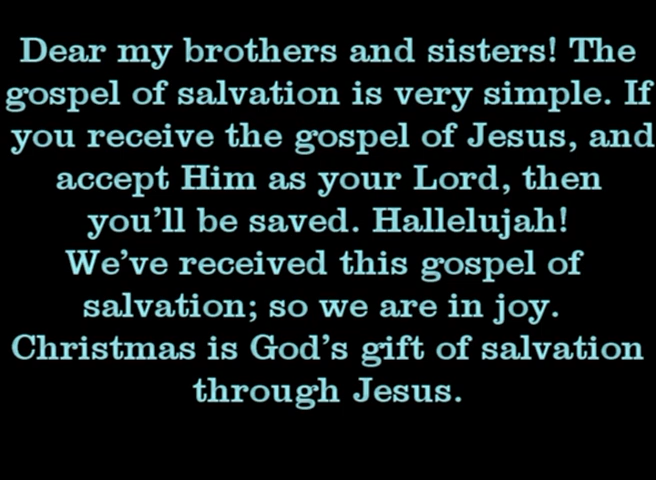 Dear my brothers and sisters! The
gospel of salvation is very simple. If
you receive the gospel of Jesus, and
accept Him as your Lord, then
you'll be saved. Hallelujah!
We've received this gospel of
salvation; so we are in joy.
Christmas is God's gift of salvation
through Jesus.